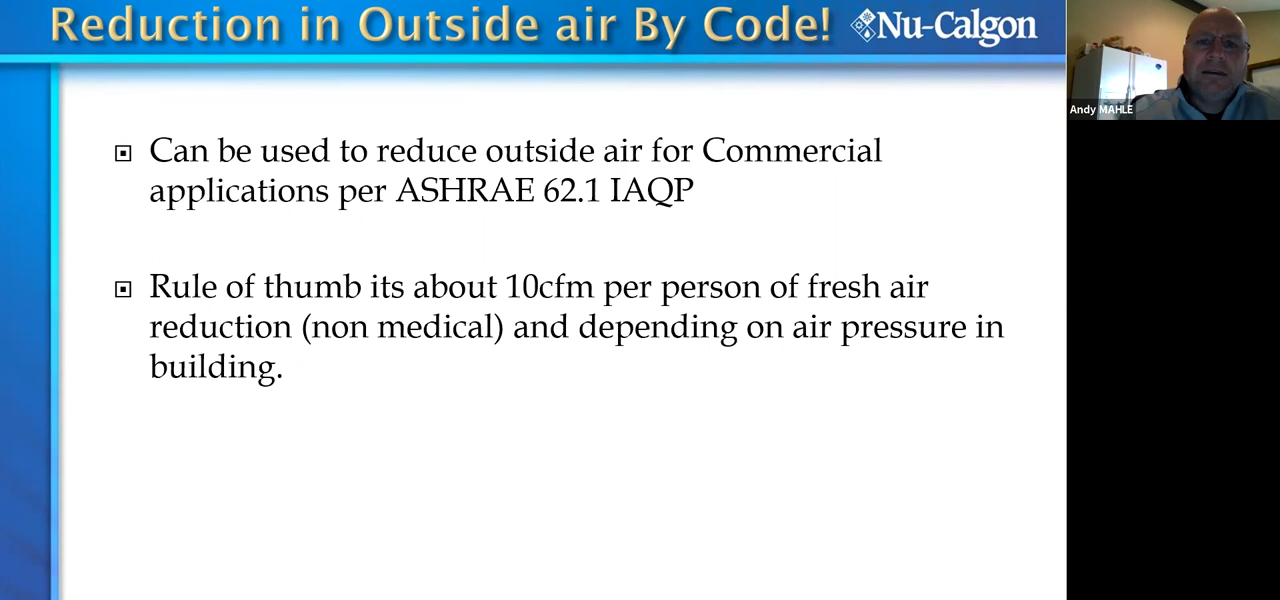 Reduction in Outside air By Code!
Nu-Calgon
Andy MAHLE
Can be used to reduce outside air for Commercial
applications per ASHRAE 62.1 IAQP
Rule of thumb its about 10cfm per person of fresh air
reduction (non medical) and depending on air pressure in
building.